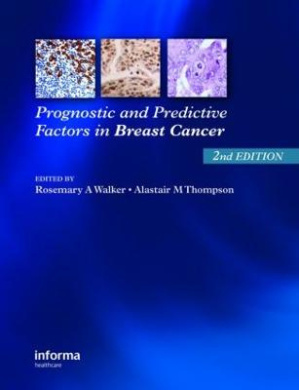 Prognostic and Predictive
Factors in Breast Cancer
2nd EDITION
EDITED BY
Rosemary A Walker • Alastair M Thompson
informa
healthcare